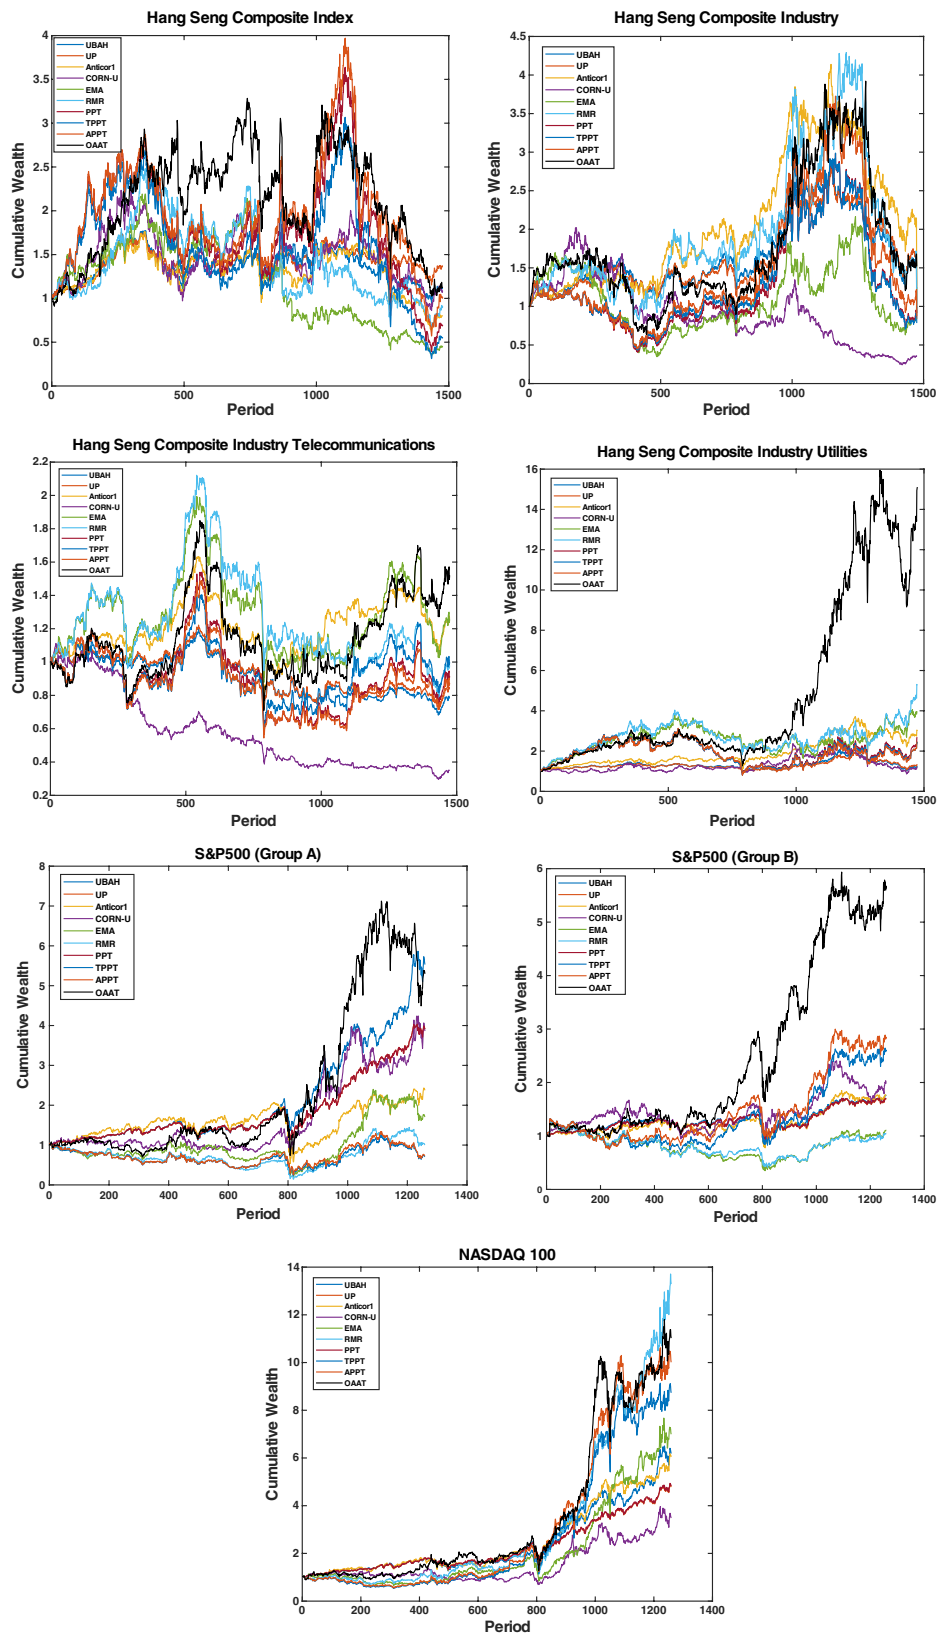 Hang Seng Composite Index
4
3.5
3
2.5
2
1.5
1
0.5
0
0
500
1000
1500
Cumulative Wealth
Period
UBAH
UP
Anticor1
CORN-U
EMA
RMR
PPT
TPPT
APPT
OAAT
Hang Seng Composite Industry
4.5
4
3.5
3
2.5
2
1.5
1
0.5
0
0
500
1000
1500
Cumulative Wealth
Period
UBAH
UP
Anticor1
CORN-U
EMA
RMR
PPT
TPPT
APPT
OAAT
Hang Seng Composite Industry Telecommunications
2.2
2
1.8
1.6
1.4
1.2
1
0.8
0.6
0.4
0.2
0
500
1000
1500
Cumulative Wealth
Period
UBAH
UP
Anticor1
CORN-U
EMA
RMR
PPT
TPPT
APPT
OAAT
Hang Seng Composite Industry Utilities
16
14
12
10
8
6
4
2
0
0
500
1000
1500
Cumulative Wealth
Period
UBAH
UP
Anticor1
CORN-U
EMA
RMR
PPT
TPPT
APPT
OAAT
S&P500 (Group A)
8
7
6
5
4
3
2
1
0
0
200
400
600
800
1000
1200
1400
Cumulative Wealth
Period
UBAH
UP
Anticor1
CORN-U
EMA
RMR
PPT
TPPT
APPT
OAAT
S&P500 (Group B)
6
5
4
3
2
1
0
0
200
400
600
800
1000
1200
1400
Cumulative Wealth
Period
UBAH
UP
Anticor1
CORN-U
EMA
RMR
PPT
TPPT
APPT
OAAT
NASDAQ 100
14
12
10
8
6
4
2
0
0
200
400
600
800
1000
1200
1400
Cumulative Wealth
Period
UBAH
UP
Anticor1
CORN-U
EMA
RMR
PPT
TPPT
APPT
OAAT